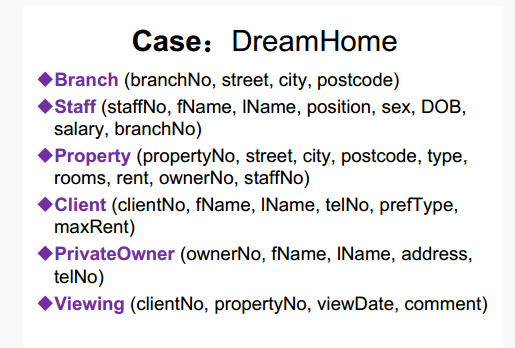 Case：DreamHome
◆Branch (branchNo, street, city, postcode)
◆Staff (staffNo, fName, lName, position, sex, DOB,
salary, branchNo)
◆Property (propertyNo, street, city, postcode, type,
rooms, rent, ownerNo, staffNo)
◆Client (clientNo, fName, lName, telNo, prefType,
maxRent)
◆PrivateOwner (ownerNo, fName, lName, address,
telNo)
◆Viewing (clientNo, propertyNo, viewDate, comment)